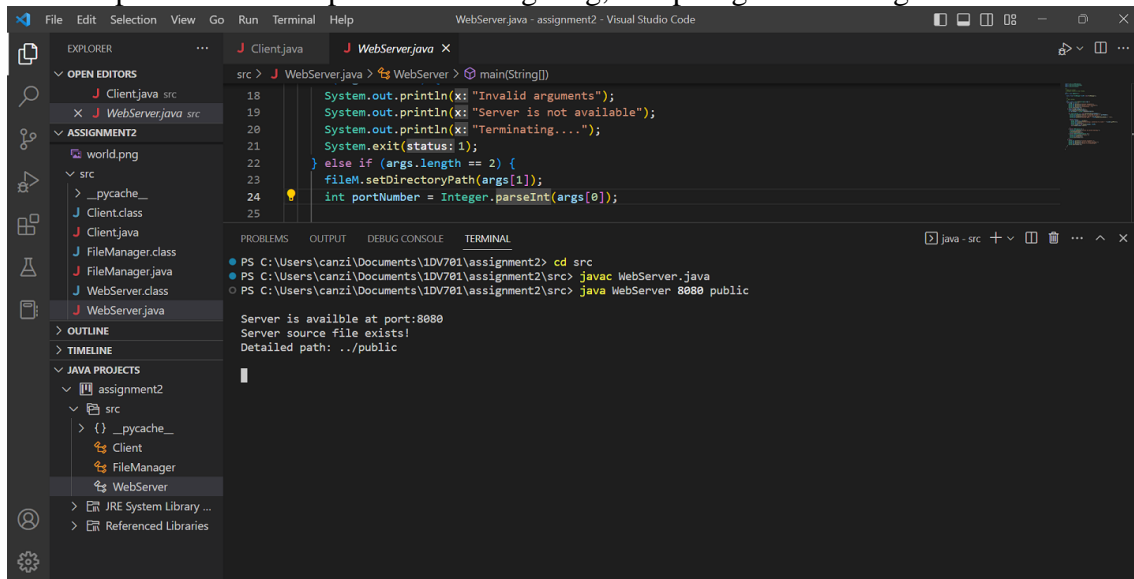 File Edit Selection View Go Run Terminal Help WebServer.java - assignment2 - Visual Studio Code
EXPLORER
OPEN EDITORS
Client.java src
WebServer.java src
ASSIGNMENT2
world.png
src
__pycache__
Client.class
Client.java
FileManager.class
FileManager.java
WebServer.class
WebServer.java
OUTLINE
TIMELINE
JAVA PROJECTS
assignment2
src
{} __pycache__
Client
FileManager
WebServer
JRE System Library ...
Referenced Libraries
Client.java WebServer.java
src > J WebServer.java > WebServer > main(String[])
18 System.out.println(x: "Invalid arguments");
19 System.out.println(x: "Server is not available");
20 System.out.println(x: "Terminating....");
21 System.exit(status: 1);
22 } else if (args.length == 2) {
23 fileM.setDirectoryPath(args[1]);
24 int portNumber = Integer.parseInt(args[0]);
25
PROBLEMS OUTPUT DEBUG CONSOLE TERMINAL java - src
PS C:\Users\canzi\Documents\1DV701\assignment2> cd src
PS C:\Users\canzi\Documents\1DV701\assignment2\src> javac WebServer.java
PS C:\Users\canzi\Documents\1DV701\assignment2\src> java WebServer 8080 public
Server is availble at port:8080
Server source file exists!
Detailed path: ../public